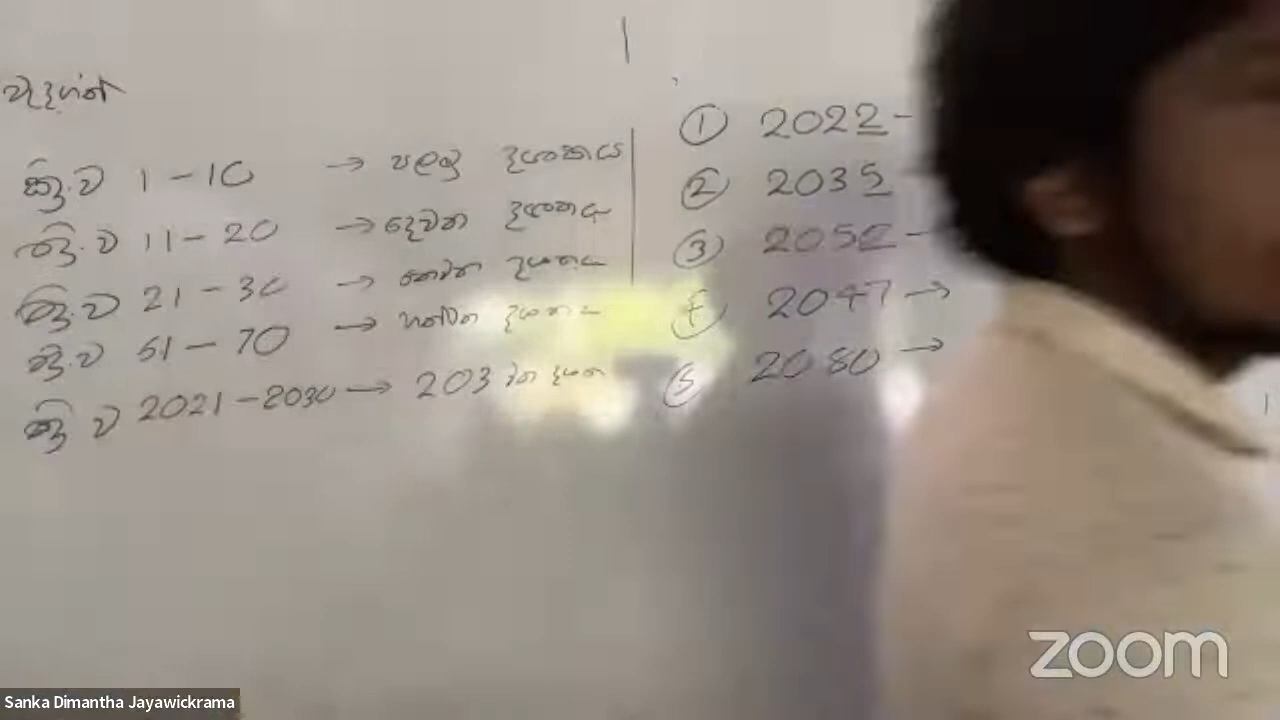 වැදගත්
ක්‍රි.ව 1 – 10 → පළමු දශකය
ක්‍රි.ව 11 – 20 → දෙවන දශකය
ක්‍රි.ව 21 – 30 → තෙවන දශකය
ක්‍රි.ව 61 – 70 → හත්වන දශකය
ක්‍රි.ව 2021 – 2030 → 203 වන දශක
① 2022 -
② 2035
③ 2052 -
④ 2047 →
⑤ 2080 →
zoom
Sanka Dimantha Jayawickrama